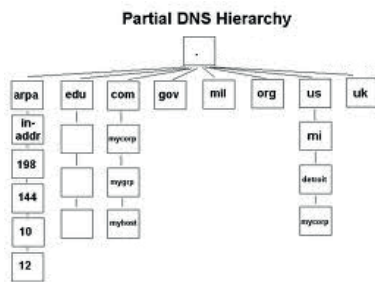 Partial DNS Hierarchy
.
arpa edu com gov mil org us uk
in-
addr
mycorp
mi
198
mygrp
detroit
144
myhost
mycorp
10
12